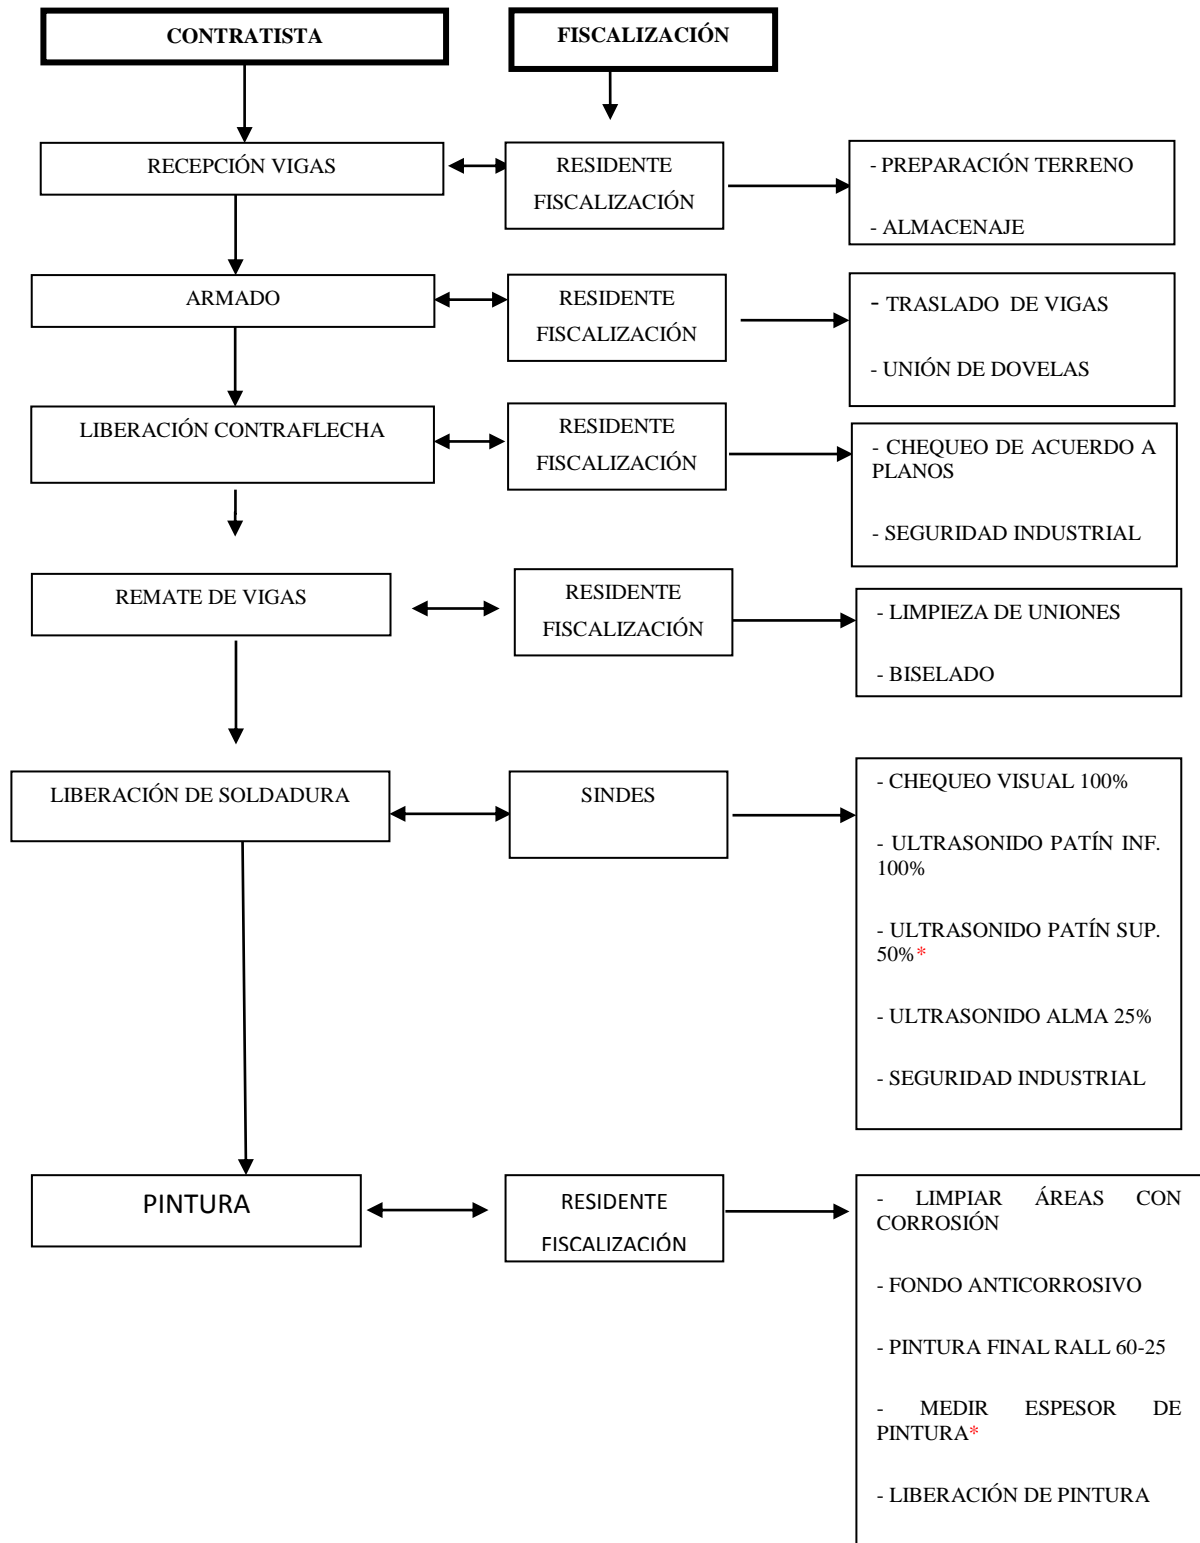 CONTRATISTA
FISCALIZACIÓN
RECEPCIÓN VIGAS
RESIDENTE
FISCALIZACIÓN
- PREPARACIÓN TERRENO
- ALMACENAJE
ARMADO
RESIDENTE
FISCALIZACIÓN
- TRASLADO DE VIGAS
- UNIÓN DE DOVELAS
LIBERACIÓN CONTRAFLECHA
RESIDENTE
FISCALIZACIÓN
- CHEQUEO DE ACUERDO A
PLANOS
- SEGURIDAD INDUSTRIAL
REMATE DE VIGAS
RESIDENTE
FISCALIZACIÓN
- LIMPIEZA DE UNIONES
- BISELADO
LIBERACIÓN DE SOLDADURA
SINDES
- CHEQUEO VISUAL 100%
- ULTRASONIDO PATÍN INF.
100%
- ULTRASONIDO PATÍN SUP.
50%*
- ULTRASONIDO ALMA 25%
- SEGURIDAD INDUSTRIAL
PINTURA
RESIDENTE
FISCALIZACIÓN
- LIMPIAR ÁREAS CON
CORROSIÓN
- FONDO ANTICORROSIVO
- PINTURA FINAL RALL 60-25
- MEDIR ESPESOR DE
PINTURA*
- LIBERACIÓN DE PINTURA